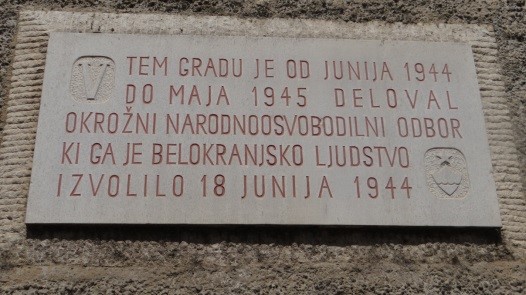 V TEM GRADU JE OD JUNIJA 1944
DO MAJA 1945 DELOVAL
OKROŽNI NARODNOOSVOBODILNI ODBOR
KI GA JE BELOKRANJSKO LJUDSTVO
IZVOLILO 18 JUNIJA 1944